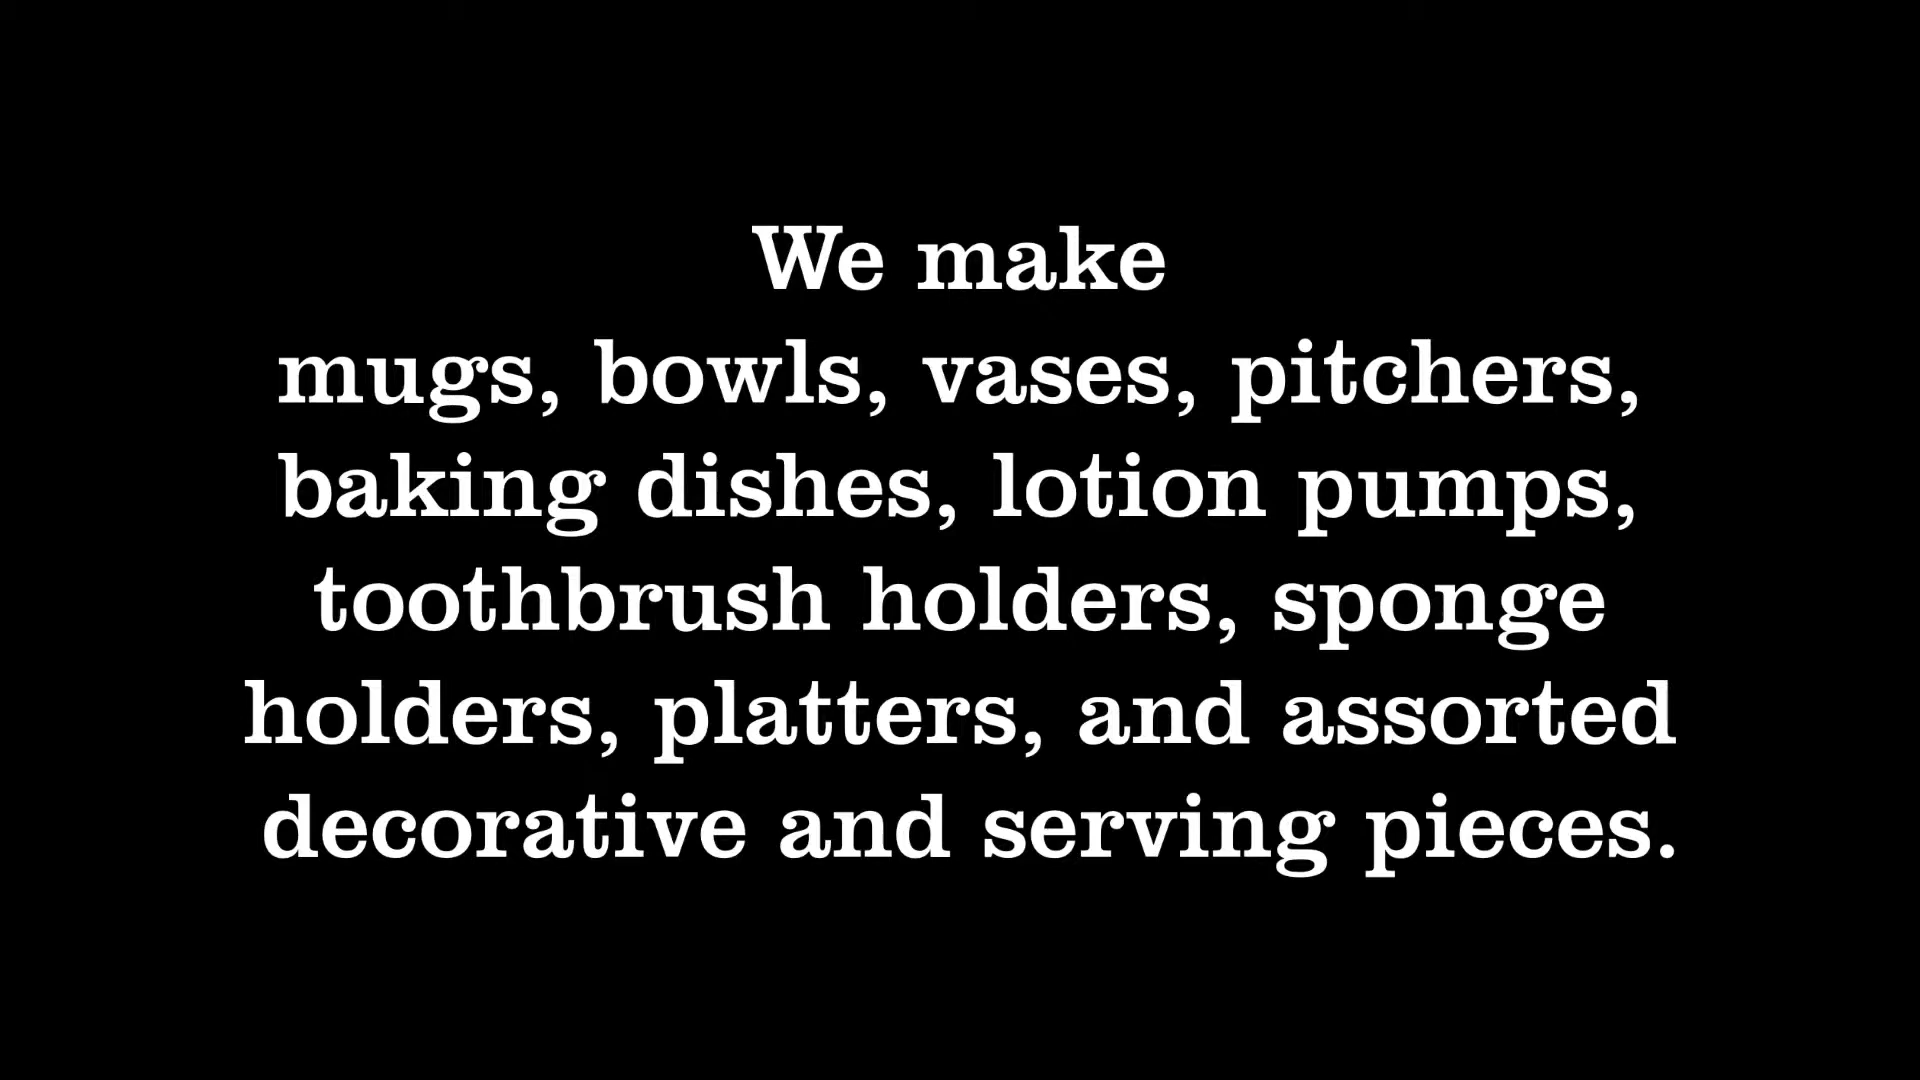 We make
mugs, bowls, vases, pitchers,
baking dishes, lotion pumps,
toothbrush holders, sponge
holders, platters, and assorted
decorative and serving pieces.